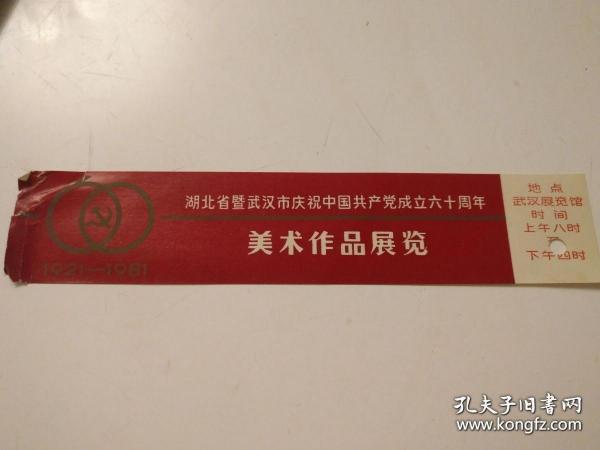 湖北省暨武汉市庆祝中国共产党成立六十周年
美术作品展览
1921—1981
地点
武汉展览馆
时间
上午八时
下午四时
孔夫子旧书网
www.kongfz.com